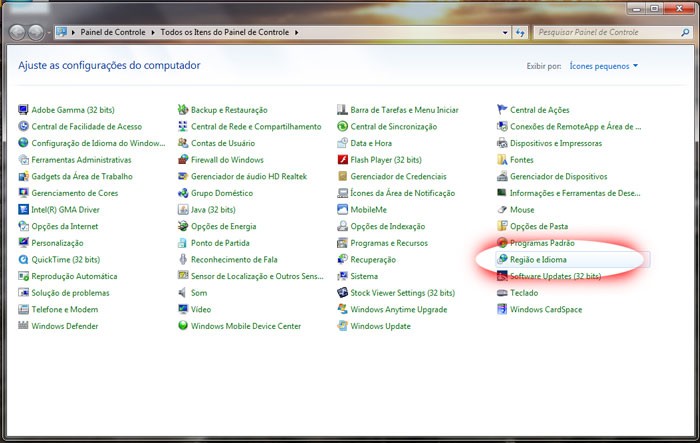 Painel de Controle Todos os Itens do Painel de Controle
Pesquisar Painel de Controle
Ajuste as configurações do computador
Exibir por: Ícones pequenos
Adobe Gamma (32 bits) Backup e Restauração Barra de Tarefas e Menu Iniciar Central de Ações
Central de Facilidade de Acesso Central de Rede e Compartilhamento Central de Sincronização Conexões de RemoteApp e Área de ...
Configuração de Idioma do Window... Contas de Usuário Data e Hora Dispositivos e Impressoras
Ferramentas Administrativas Firewall do Windows Flash Player (32 bits) Fontes
Gadgets da Área de Trabalho Gerenciador de áudio HD Realtek Gerenciador de Credenciais Gerenciador de Dispositivos
Gerenciamento de Cores Grupo Doméstico Ícones da Área de Notificação Informações e Ferramentas de Dese...
Intel(R) GMA Driver Java (32 bits) MobileMe Mouse
Opções da Internet Opções de Energia Opções de Indexação Opções de Pasta
Personalização Ponto de Partida Programas e Recursos Programas Padrão
QuickTime (32 bits) Reconhecimento de Fala Recuperação Região e Idioma
Reprodução Automática Sensor de Localização e Outros Sens... Sistema Software Updates (32 bits)
Solução de problemas Som Stock Viewer Settings (32 bits) Teclado
Telefone e Modem Vídeo Windows Anytime Upgrade Windows CardSpace
Windows Defender Windows Mobile Device Center Windows Update